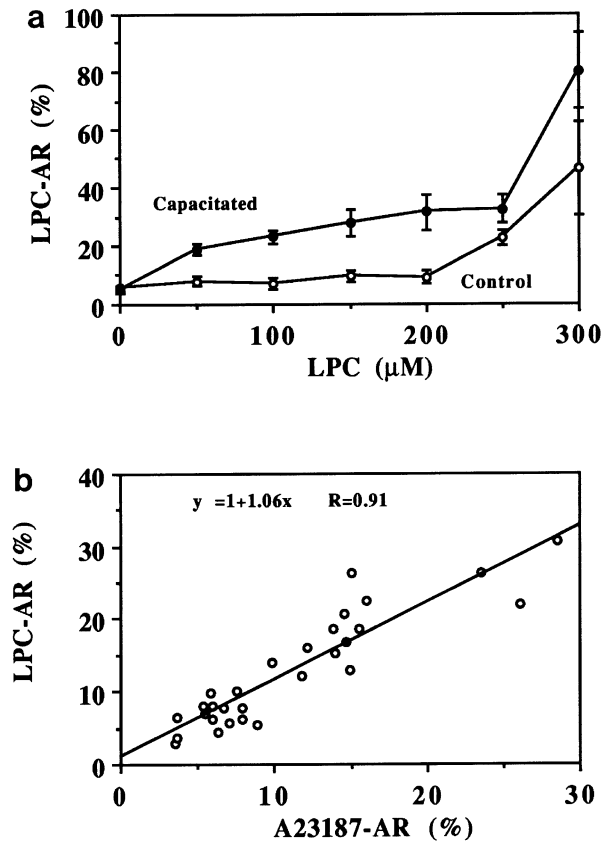 a
LPC-AR (%)
100
80
60
40
20
0
Capacitated
Control
0 100 200 300
LPC (µM)
b
LPC-AR (%)
40
30
20
10
0
y =1+1.06x R=0.91
0 10 20 30
A23187-AR (%)